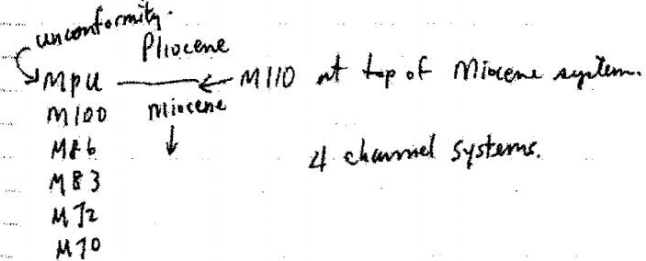 unconformity.
Pliocene
MPU M110 at top of Miocene system.
M100 Miocene
M86
4 channel systems.
M83
M72
M70